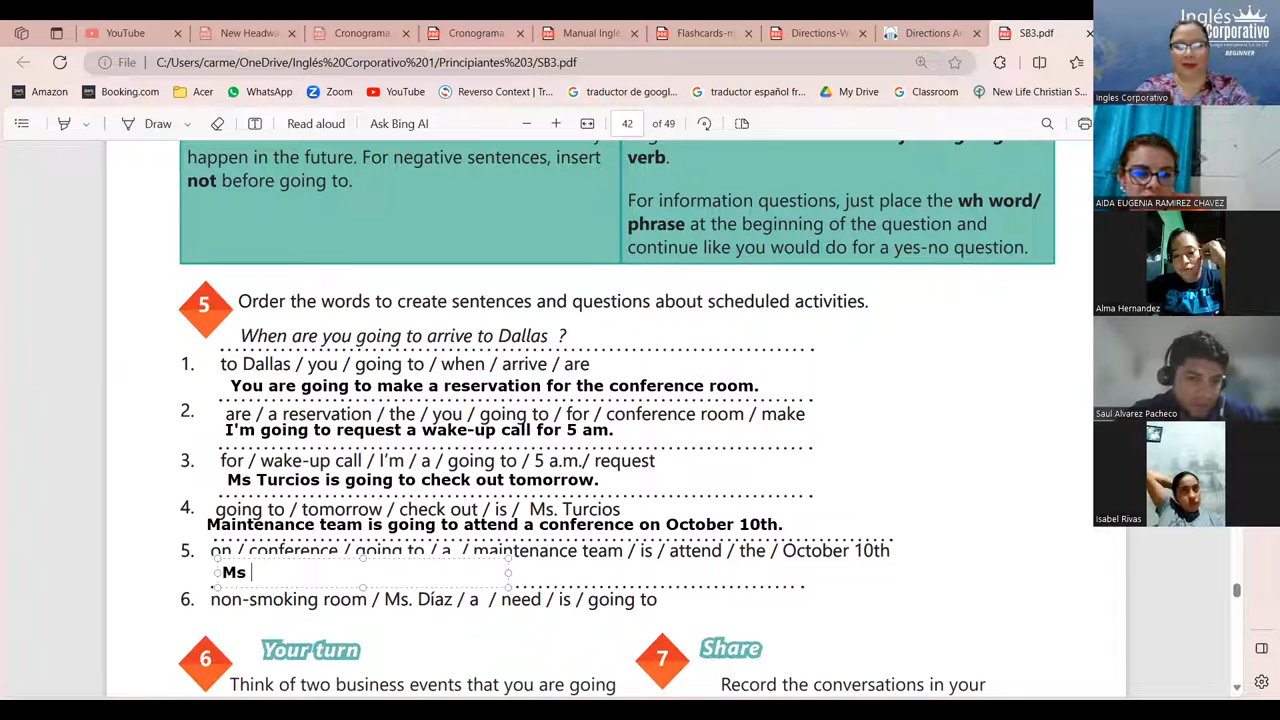 YouTube
New Headw
Cronograma
Cronograma
Manual Inglé
Flashcards-m
Directions-W
Directions A
SB3.pdf
File
C:/Users/carme/OneDrive/Inglés%20Corporativo%201/Principiantes%203/SB3.pdf
Amazon
Booking.com
Acer
WhatsApp
Zoom
YouTube
Reverso Context | Tr...
traductor de googl...
traductor español fr...
My Drive
Classroom
New Life Christian S...
Draw
Read aloud
Ask Bing AI
42
of 49
happen in the future. For negative sentences, insert
not before going to.
verb.
For information questions, just place the wh word/
phrase at the beginning of the question and
continue like you would do for a yes-no question.
5
Order the words to create sentences and questions about scheduled activities.
When are you going to arrive to Dallas ?
1. to Dallas / you / going to / when / arrive / are
You are going to make a reservation for the conference room.
2. are / a reservation / the / you / going to / for / conference room / make
I'm going to request a wake-up call for 5 am.
3. for / wake-up call / I'm / a / going to / 5 a.m./ request
Ms Turcios is going to check out tomorrow.
4. going to / tomorrow / check out / is / Ms. Turcios
Maintenance team is going to attend a conference on October 10th.
5. on / conference / going to / a / maintenance team / is / attend / the / October 10th
Ms
6. non-smoking room / Ms. Díaz / a / need / is / going to
6
Your turn
Think of two business events that you are going
7
Share
Record the conversations in your
Inglés
Corporativo
BEGINNER
Ingles Corporativo
AIDA EUGENIA RAMIREZ CHAVEZ
Alma Hernandez
Saul Alvarez Pacheco
Isabel Rivas